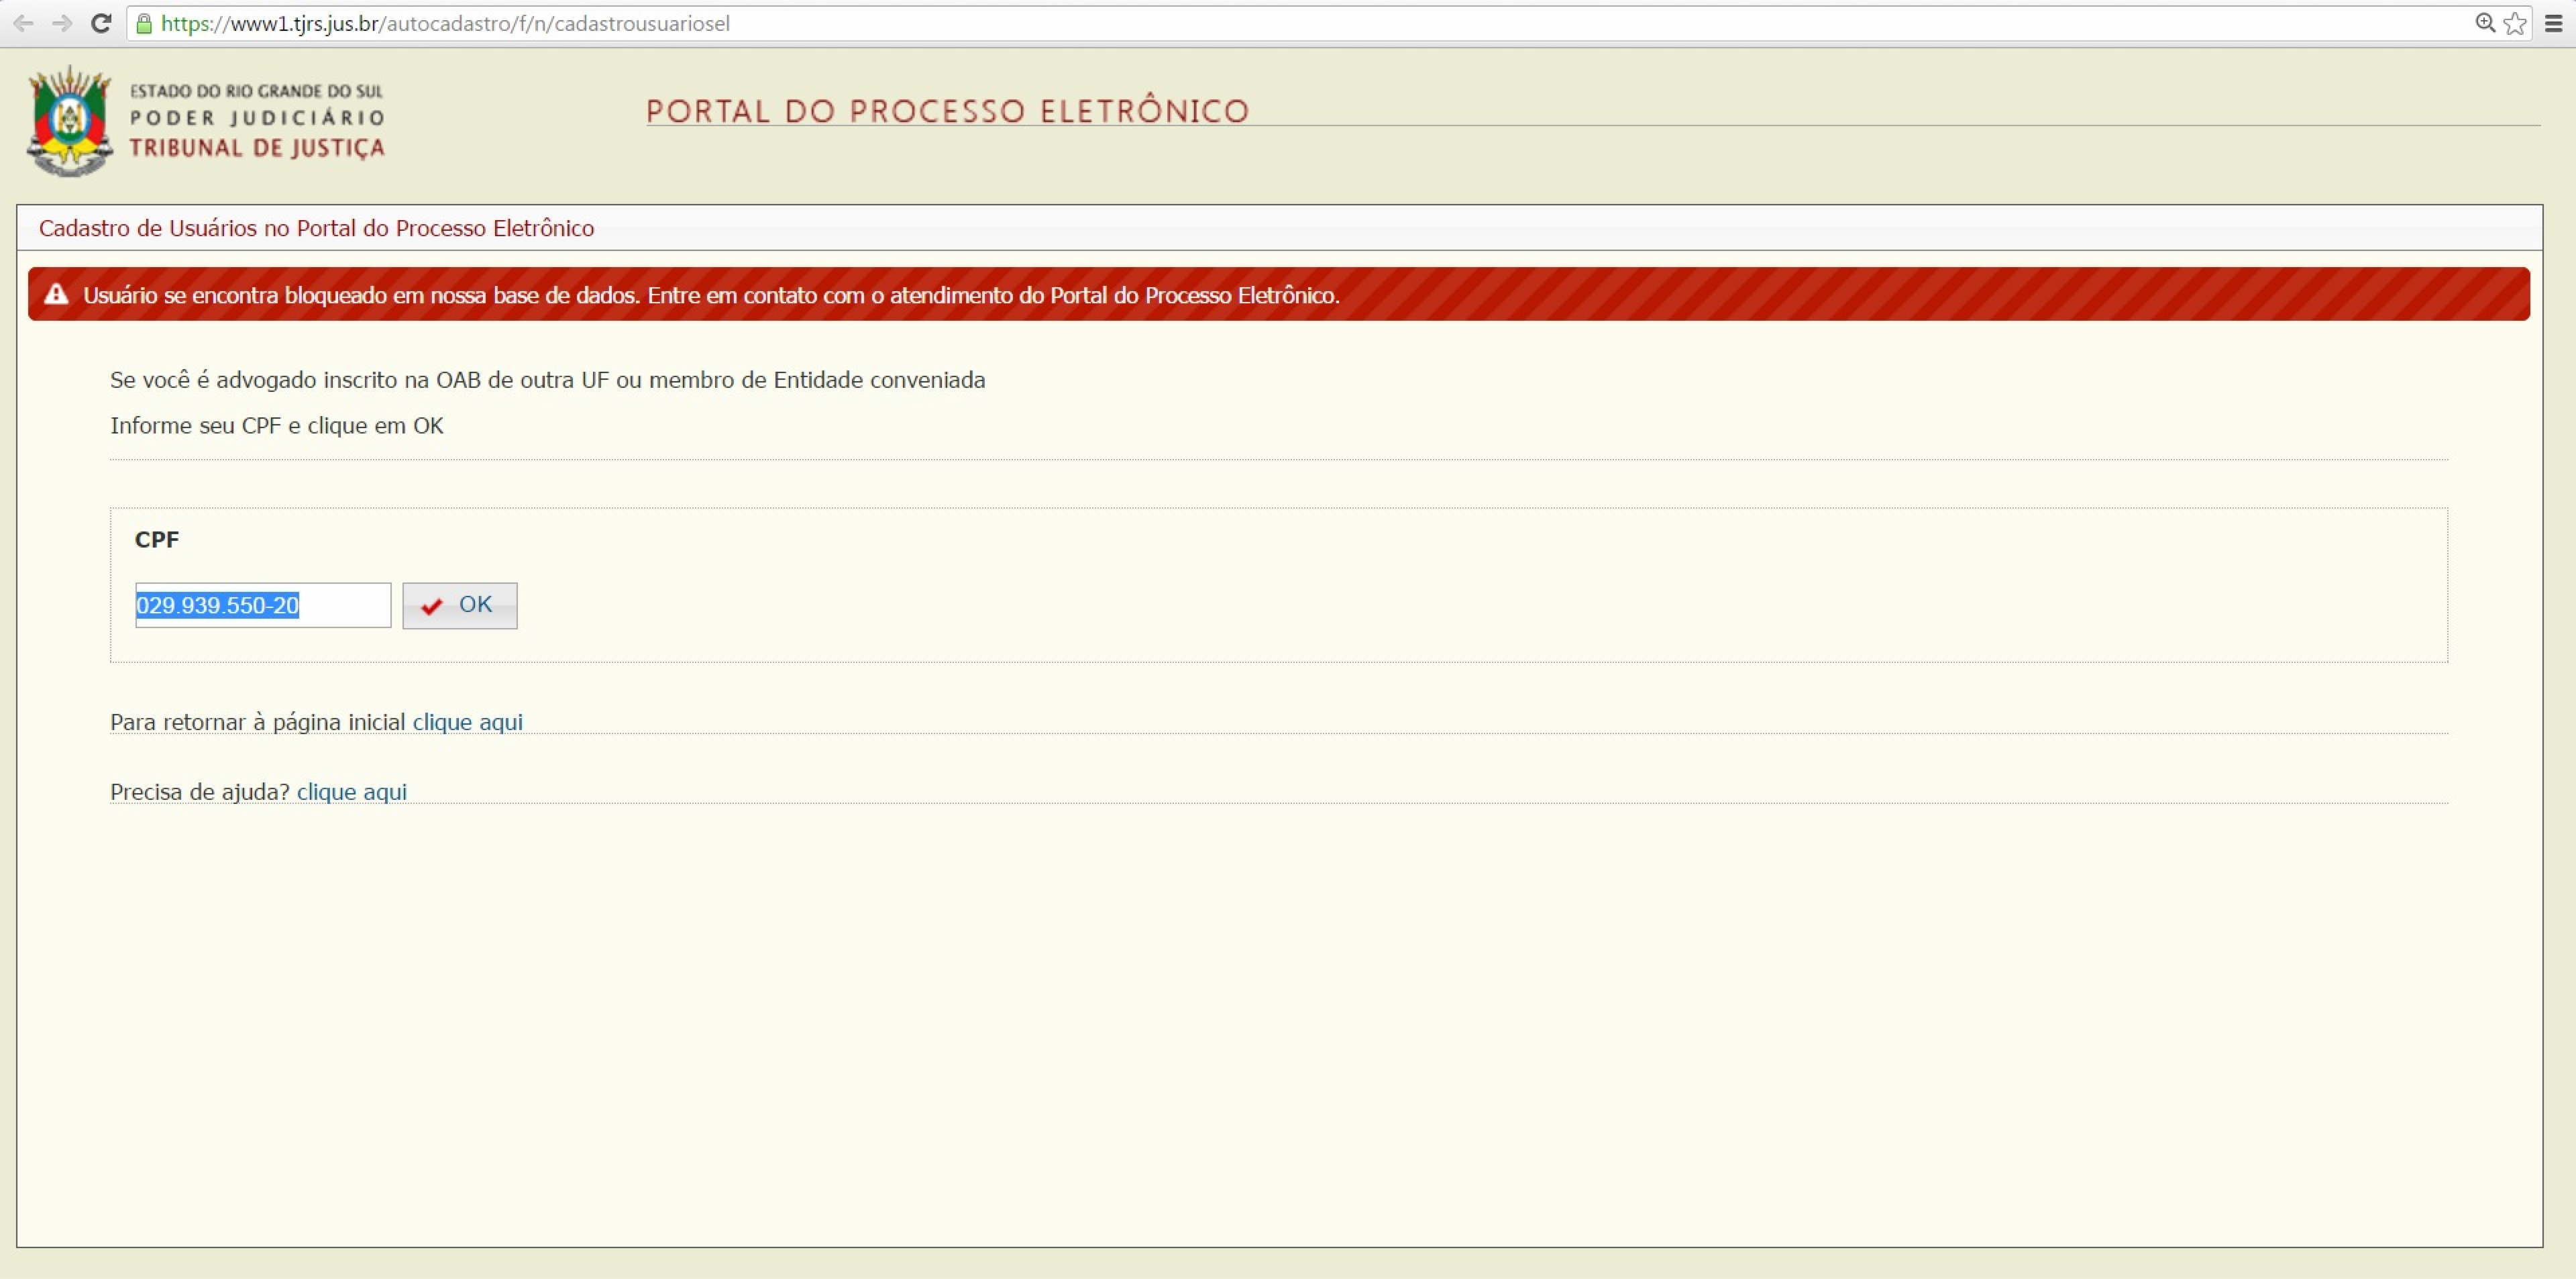 https://www1.tjrs.jus.br/autocadastro/f/n/cadastrousuariosel
ESTADO DO RIO GRANDE DO SUL
PODER JUDICIÁRIO
TRIBUNAL DE JUSTIÇA
PORTAL DO PROCESSO ELETRÔNICO
Cadastro de Usuários no Portal do Processo Eletrônico
Usuário se encontra bloqueado em nossa base de dados. Entre em contato com o atendimento do Portal do Processo Eletrônico.
Se você é advogado inscrito na OAB de outra UF ou membro de Entidade conveniada
Informe seu CPF e clique em OK
CPF
029.939.550-20 OK
Para retornar à página inicial clique aqui
Precisa de ajuda? clique aqui